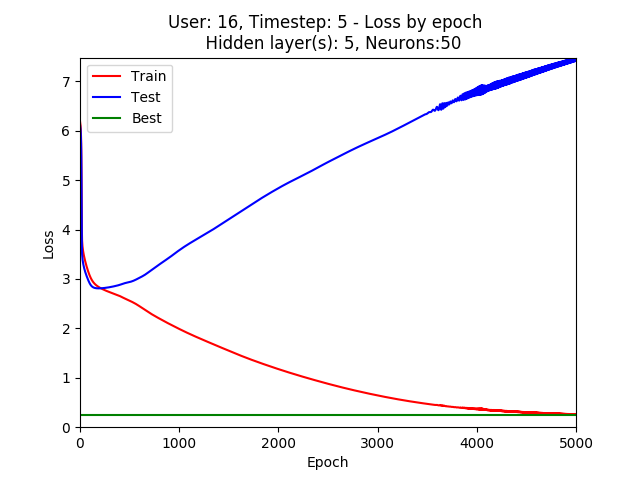 User: 16, Timestep: 5 - Loss by epoch
Hidden layer(s): 5, Neurons:50
Train
Test
Best
7
6
5
4
3
2
1
0
Loss
0 1000 2000 3000 4000 5000
Epoch